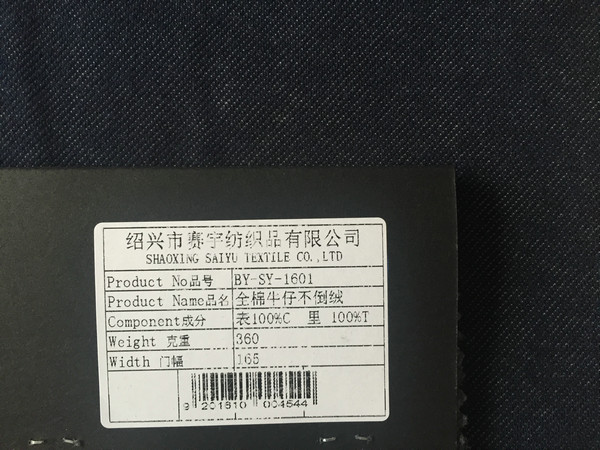 绍兴市赛宇纺织品有限公司
SHAOXING SAIYU TEXTILE CO.,LTD
Product No品号 BY-SY-1601
Product Name品名 全棉牛仔不倒绒
Component成分 表100%C 里 100%T
Weight 克重 360
Width 门幅 165
9 201610 004544